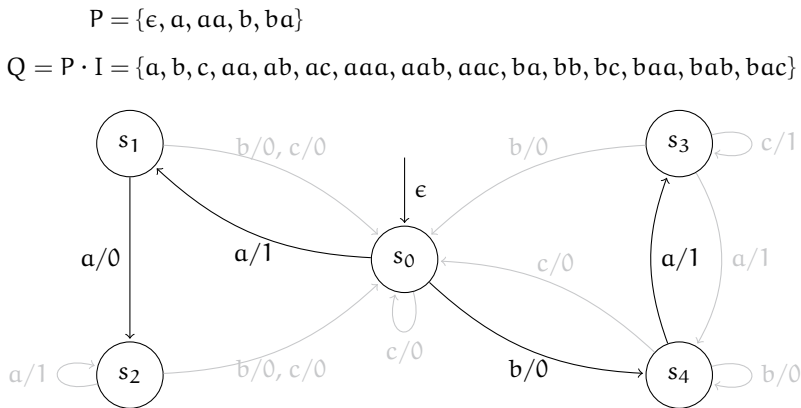 P = {ϵ, a, aa, b, ba}
Q = P · I = {a, b, c, aa, ab, ac, aaa, aab, aac, ba, bb, bc, baa, bab, bac}
s₁
b/0, c/0
b/0
s₃
c/1
ϵ
a/0
a/1
s₀
c/0
a/1
a/1
c/0
a/1
s₂
b/0, c/0
b/0
s₄
b/0